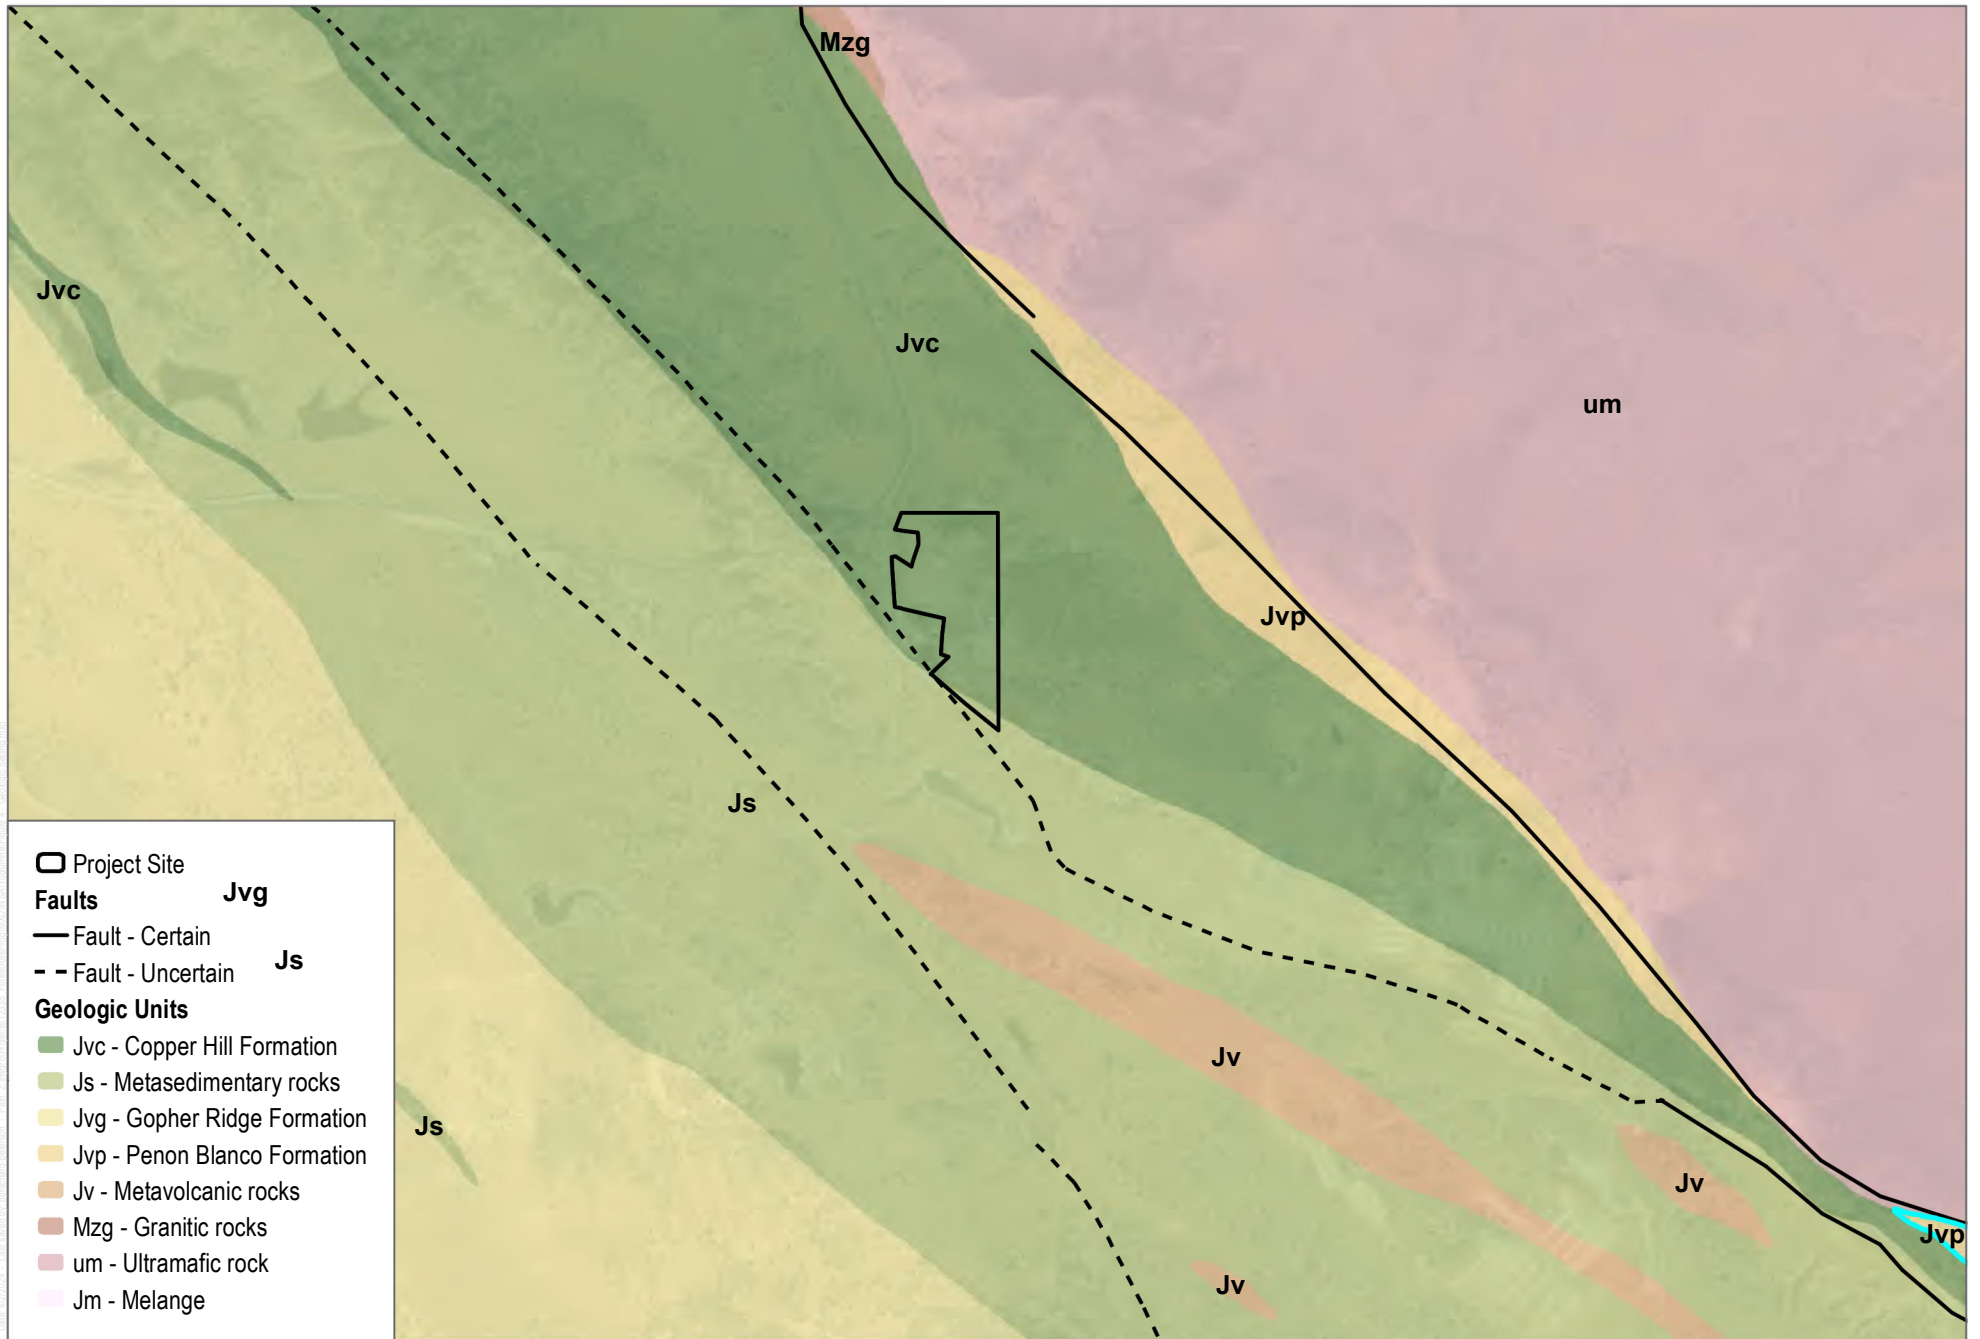 Mzg
Jvc
Jvc
um
Jvp
Js
Jv
Jv
Jvp
Jv
Js
Project Site
Faults
Jvg
Fault - Certain
Fault - Uncertain
Js
Geologic Units
Jvc - Copper Hill Formation
Js - Metasedimentary rocks
Jvg - Gopher Ridge Formation
Jvp - Penon Blanco Formation
Jv - Metavolcanic rocks
Mzg - Granitic rocks
um - Ultramafic rock
Jm - Melange